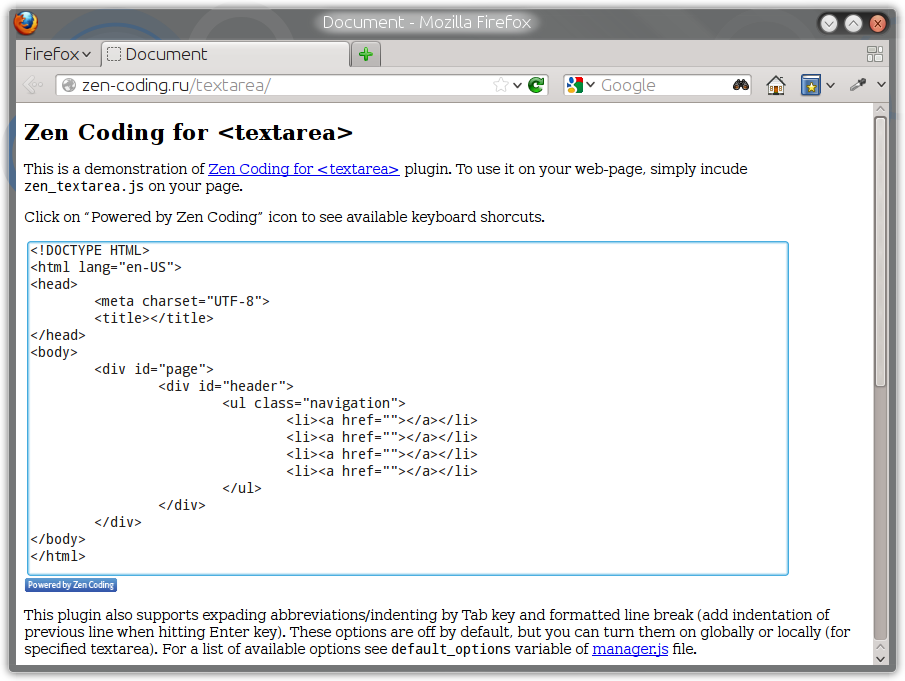 Document - Mozilla Firefox
Firefox
Document
zen-coding.ru/textarea/
Google
Zen Coding for <textarea>
This is a demonstration of Zen Coding for <textarea> plugin. To use it on your web-page, simply incude
zen_textarea.js on your page.
Click on “Powered by Zen Coding” icon to see available keyboard shorcuts.
<!DOCTYPE HTML>
<html lang="en-US">
<head>
	<meta charset="UTF-8">
	<title></title>
</head>
<body>
	<div id="page">
		<div id="header">
			<ul class="navigation">
				<li><a href=""></a></li>
				<li><a href=""></a></li>
				<li><a href=""></a></li>
				<li><a href=""></a></li>
			</ul>
		</div>
	</div>
</body>
</html>
Powered by Zen Coding
This plugin also supports expading abbreviations/indenting by Tab key and formatted line break (add indentation of
previous line when hitting Enter key). These options are off by default, but you can turn them on globally or locally (for
specified textarea). For a list of available options see default_options variable of manager.js file.